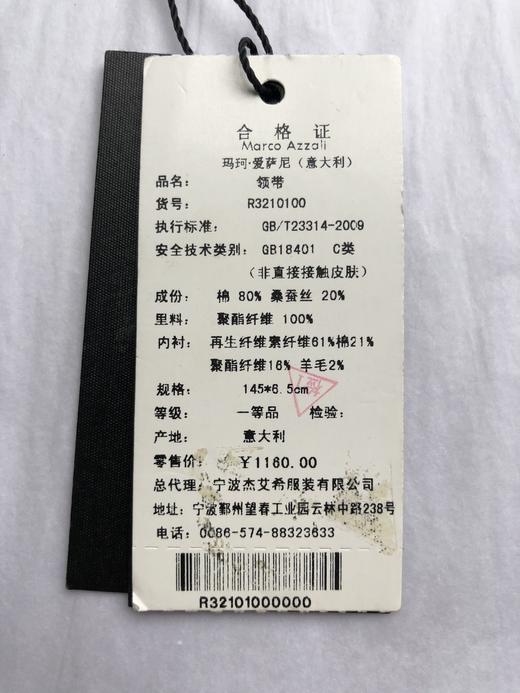 合格证
Marco Azzali
玛珂·爱萨尼(意大利)
品名: 领带
货号: R3210100
执行标准: GB/T23314-2009
安全技术类别: GB18401 C类
(非直接接触皮肤)
成份: 棉 80% 桑蚕丝 20%
里料: 聚酯纤维 100%
内衬: 再生纤维素纤维61%棉21%
聚酯纤维16% 羊毛2%
规格: 145*6.5cm
等级: 一等品 检验:
产地: 意大利
零售价: ¥1160.00
总代理: 宁波杰艾希服装有限公司
地址: 宁波鄞州望春工业园云林中路238号
电话: 0086-574-88323633
R32101000000